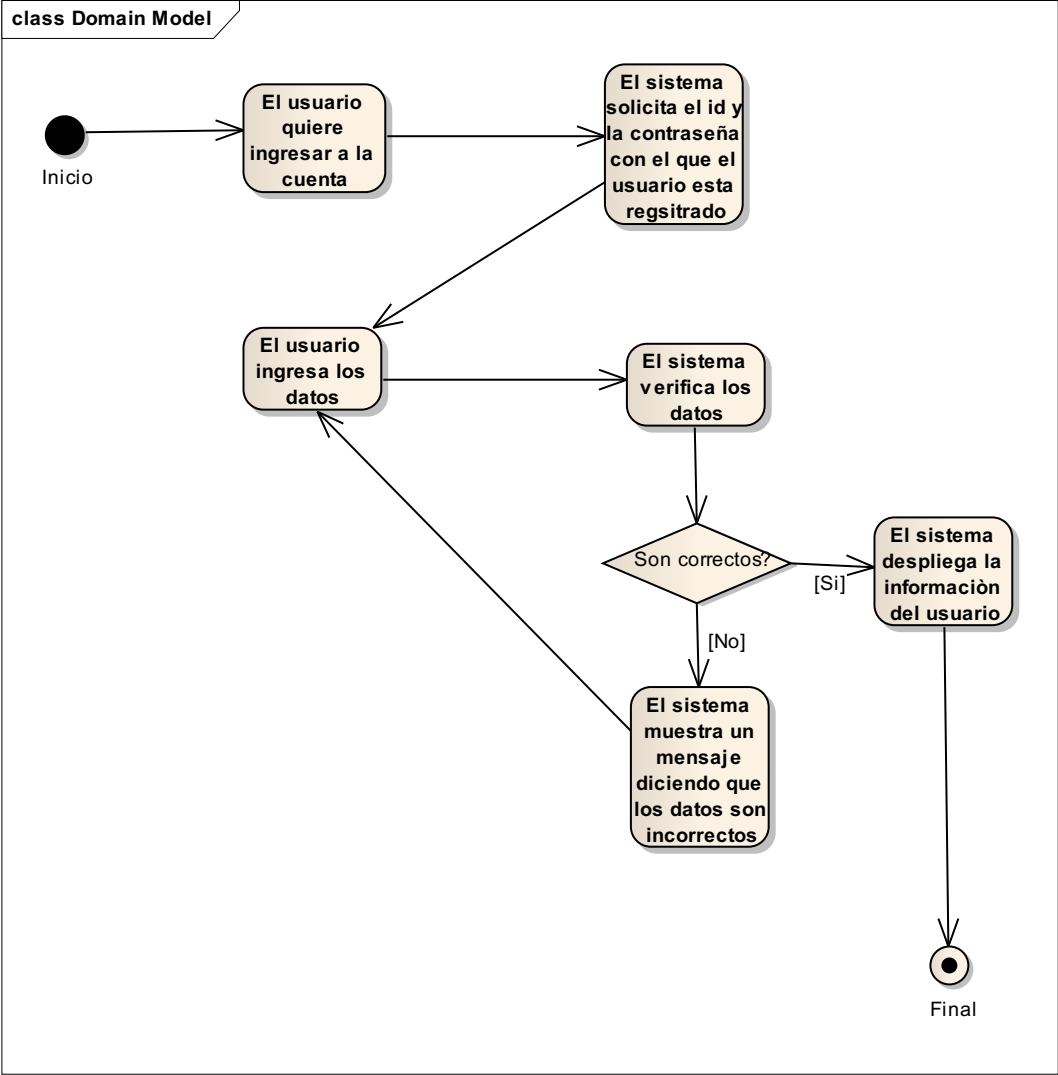 class Domain Model
Inicio
El usuario
quiere
ingresar a la
cuenta
El sistema
solicita el id y
la contraseña
con el que el
usuario esta
regsitrado
El usuario
ingresa los
datos
El sistema
verifica los
datos
Son correctos?
[Si]
[No]
El sistema
despliega la
informaciòn
del usuario
El sistema
muestra un
mensaje
diciendo que
los datos son
incorrectos
Final